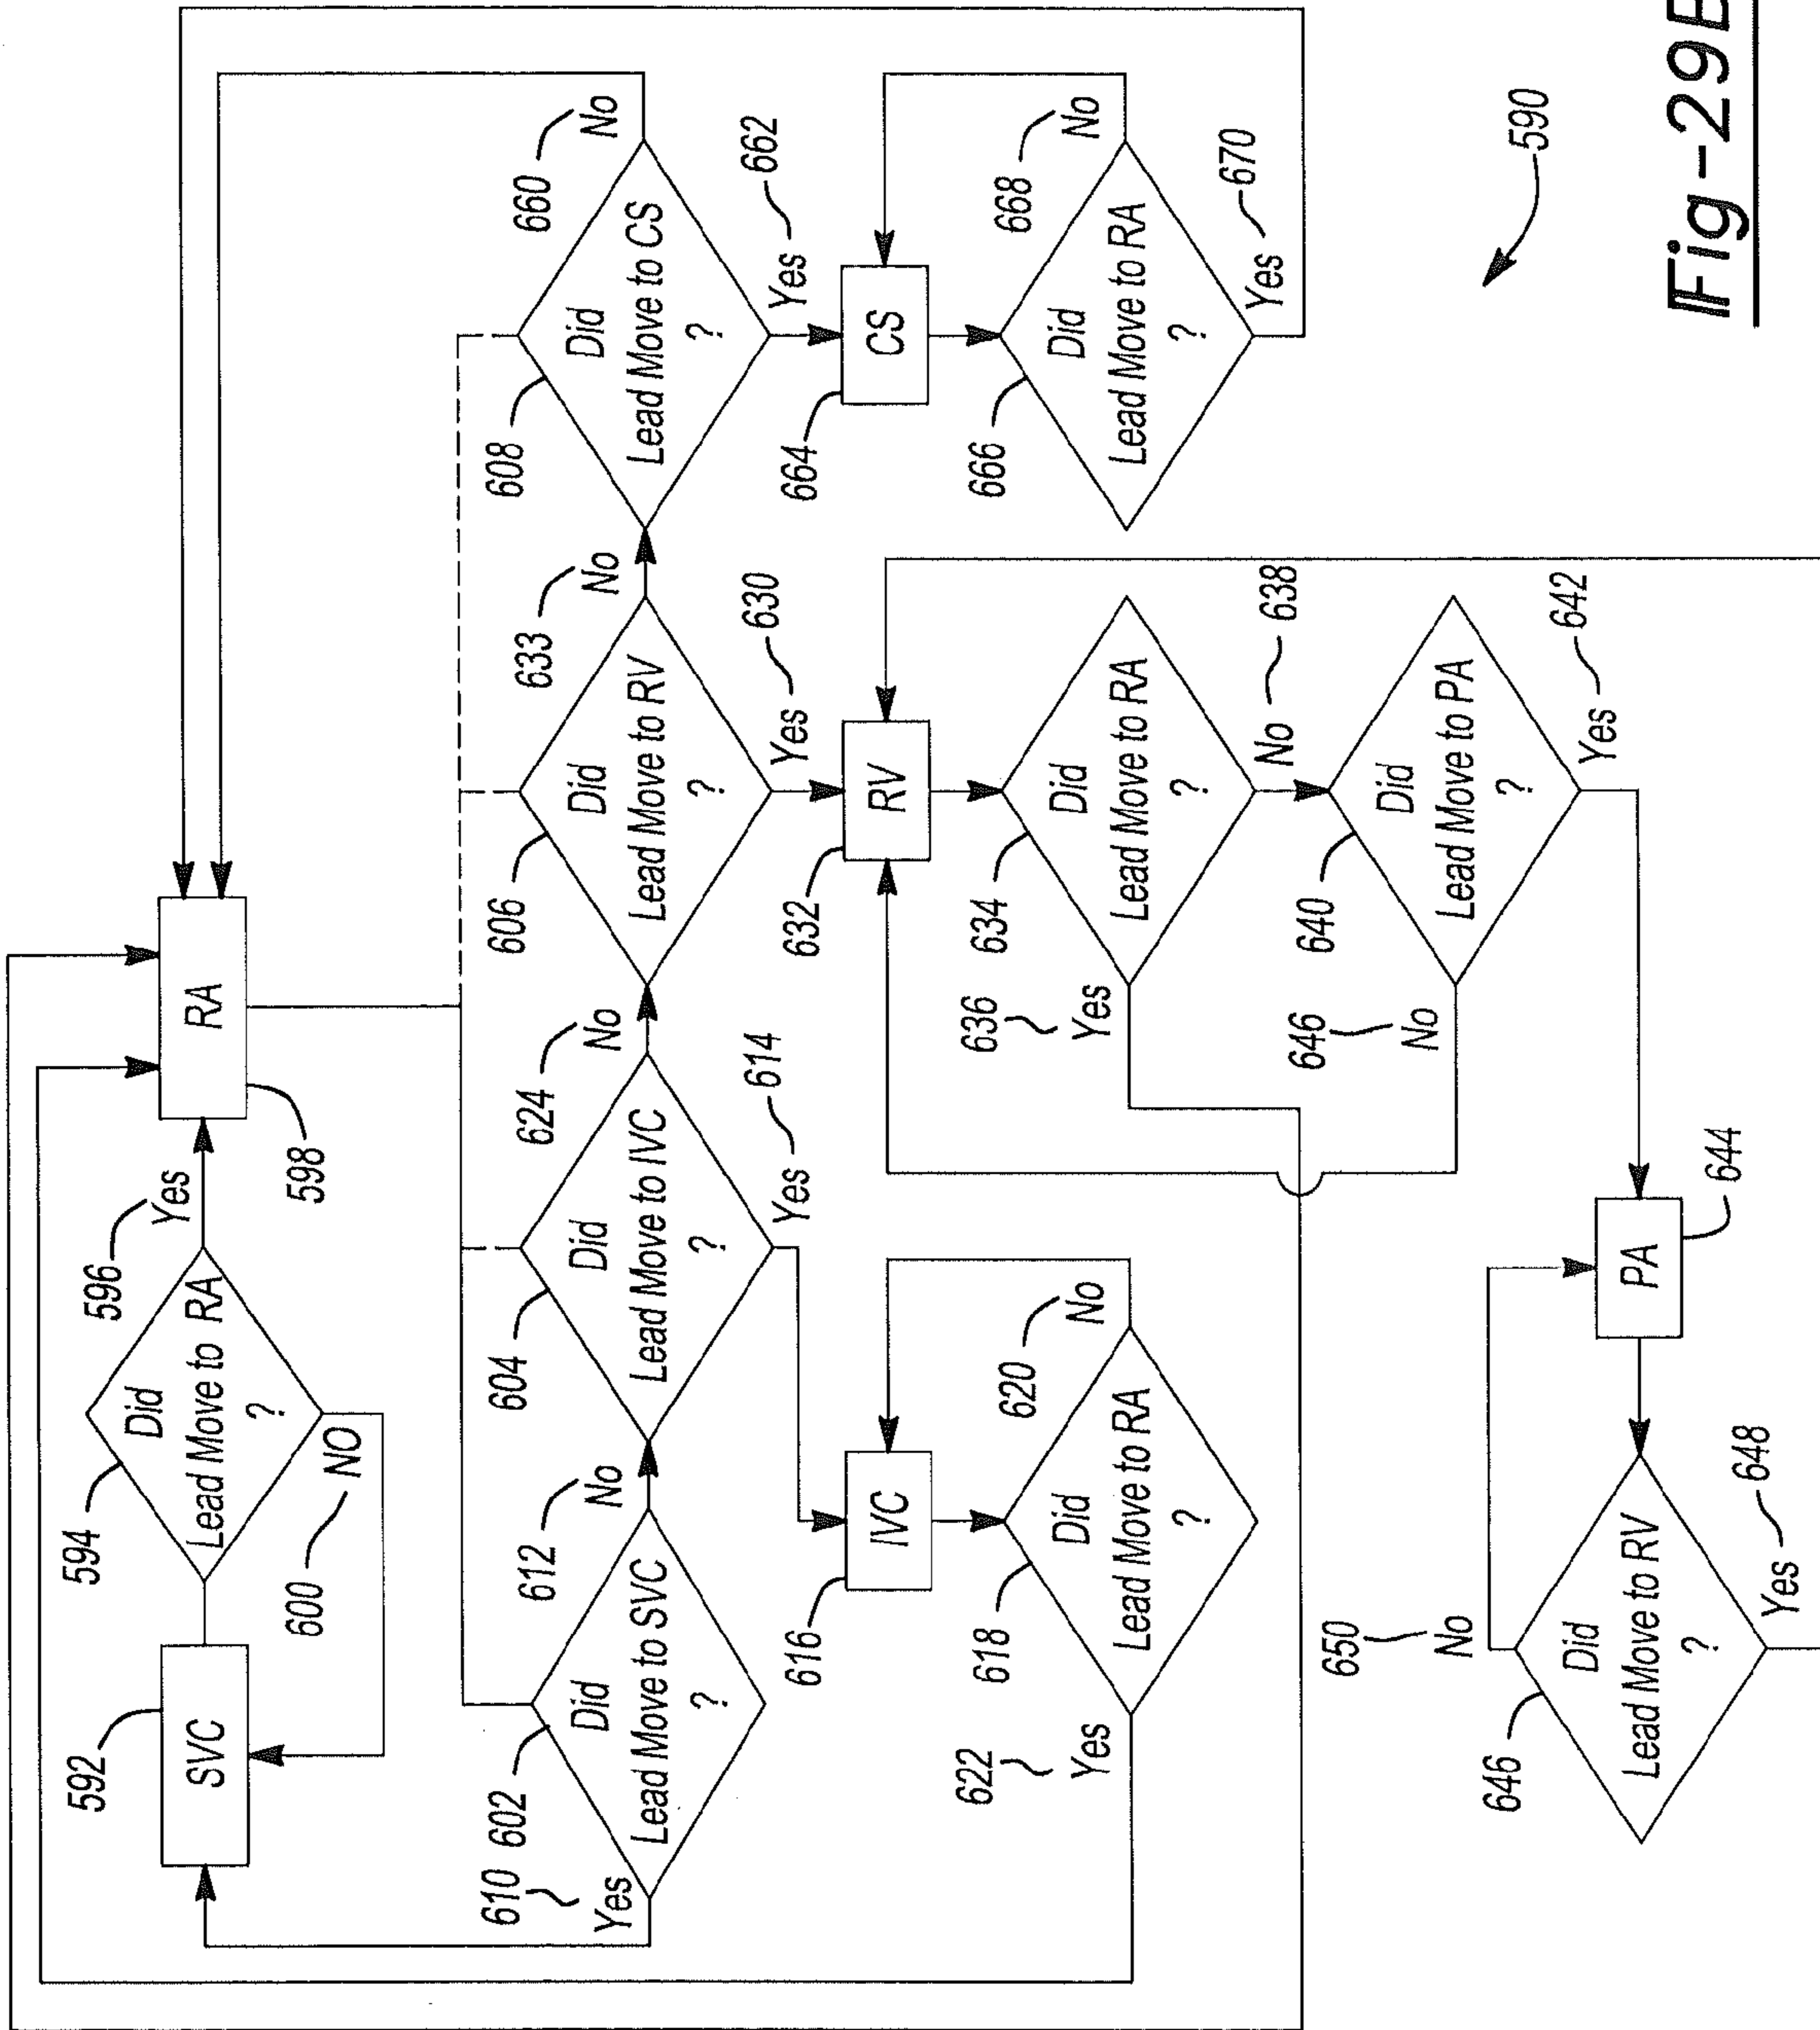 592
SVC
594
Did
Lead Move to RA
?
596
Yes
600
NO
RA
598
610
Yes
602
Did
Lead Move to SVC
?
612
No
604
Did
Lead Move to IVC
?
624
No
614
Yes
606
Did
Lead Move to RV
?
633
No
630
Yes
608
Did
Lead Move to CS
?
660
No
662
Yes
616
IVC
618
Did
Lead Move to RA
?
620
No
622
Yes
632
RV
634
Did
Lead Move to RA
?
636
Yes
638
No
640
Did
Lead Move to PA
?
646
No
642
Yes
664
CS
666
Did
Lead Move to RA
?
668
No
670
Yes
PA
644
646
Did
Lead Move to RV
?
650
No
648
Yes
590
Fig-29B